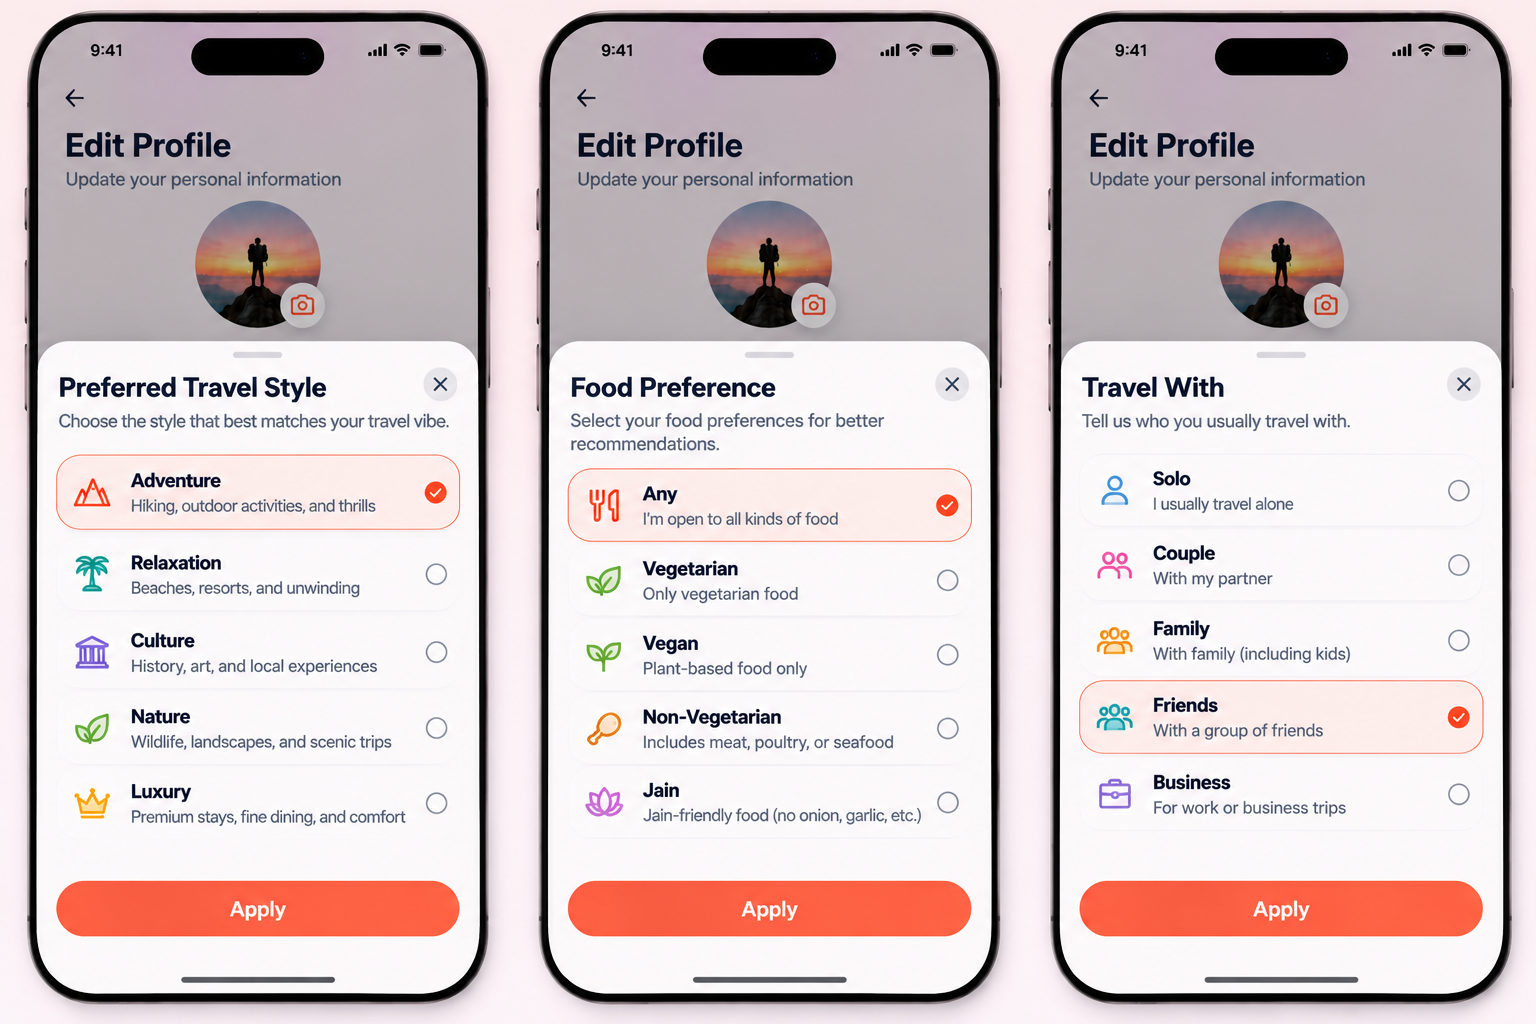 9:41
Edit Profile
Update your personal information
Preferred Travel Style
Choose the style that best matches your travel vibe.
Adventure
Hiking, outdoor activities, and thrills
Relaxation
Beaches, resorts, and unwinding
Culture
History, art, and local experiences
Nature
Wildlife, landscapes, and scenic trips
Luxury
Premium stays, fine dining, and comfort
Apply
9:41
Edit Profile
Update your personal information
Food Preference
Select your food preferences for better
recommendations.
Any
I'm open to all kinds of food
Vegetarian
Only vegetarian food
Vegan
Plant-based food only
Non-Vegetarian
Includes meat, poultry, or seafood
Jain
Jain-friendly food (no onion, garlic, etc.)
Apply
9:41
Edit Profile
Update your personal information
Travel With
Tell us who you usually travel with.
Solo
I usually travel alone
Couple
With my partner
Family
With family (including kids)
Friends
With a group of friends
Business
For work or business trips
Apply